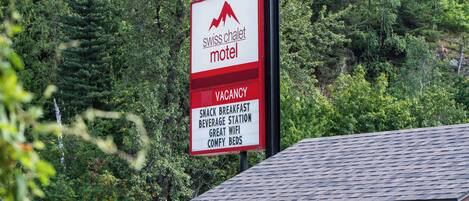 swiss chalet
motel
VACANCY
SNACK BREAKFAST
BEVERAGE STATION
GREAT WIFI
COMFY BEDS